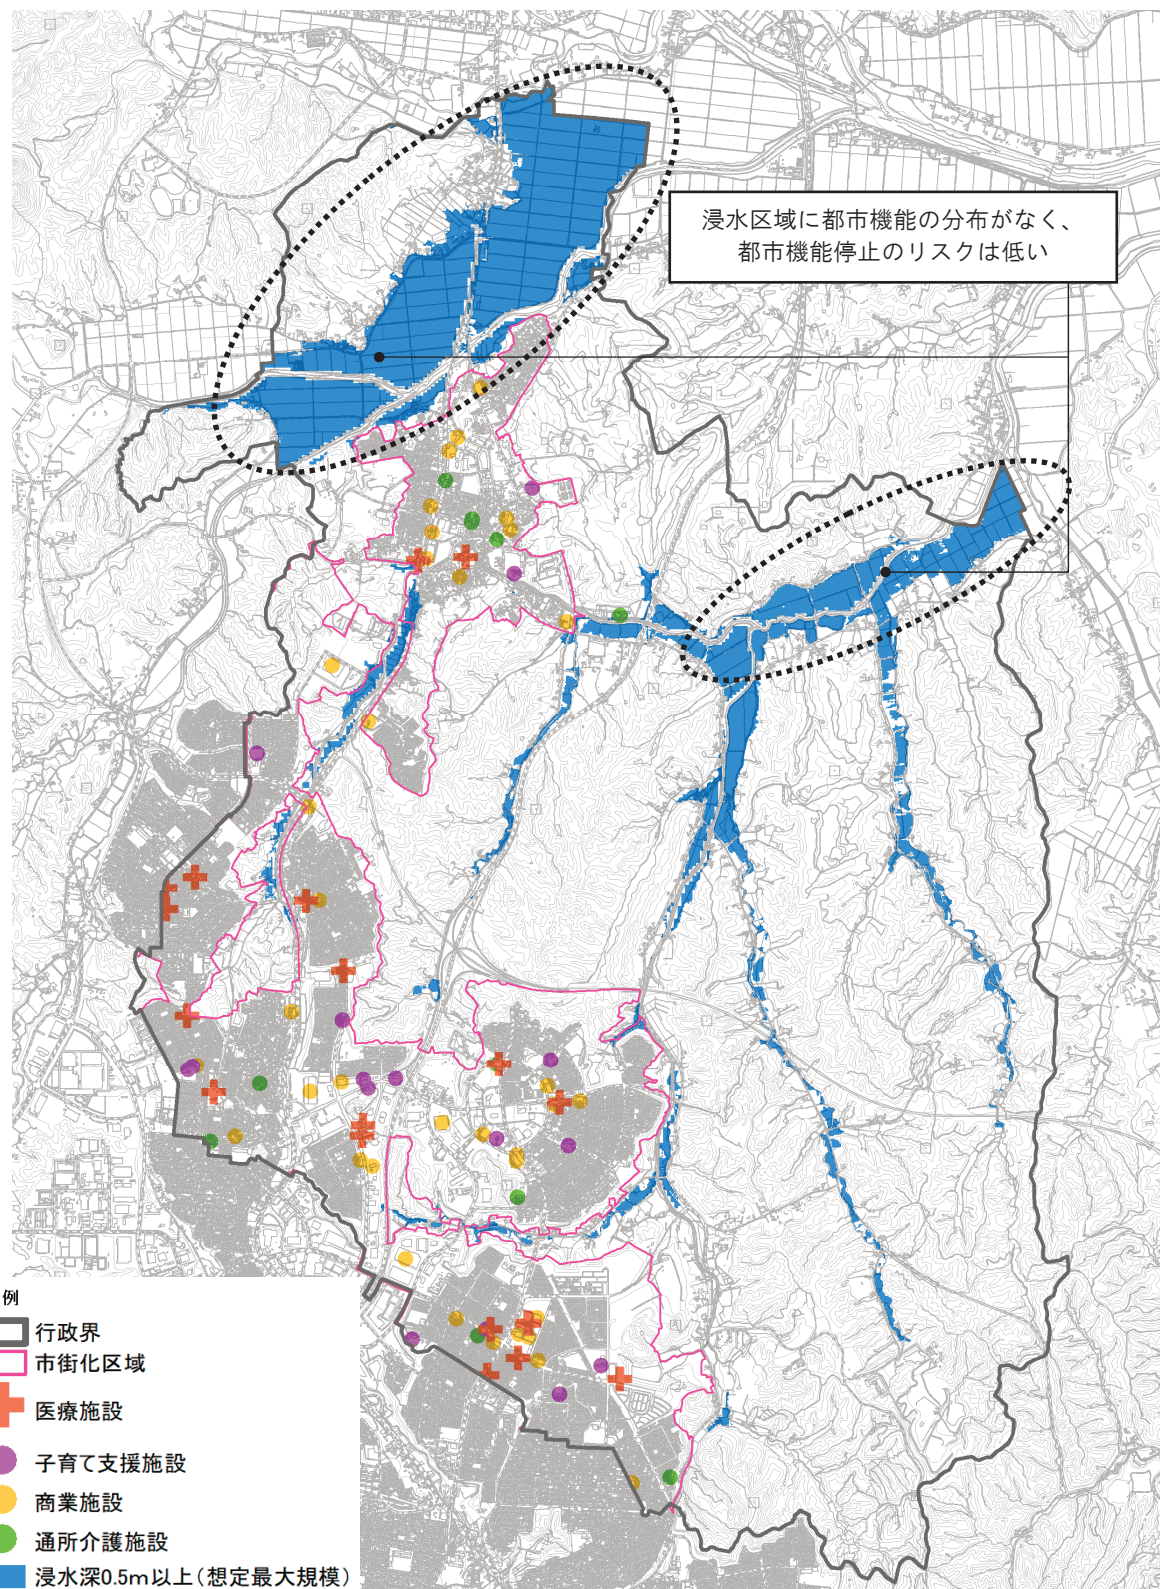 浸水区域に都市機能の分布がなく、
都市機能停止のリスクは低い
例
行政界
市街化区域
医療施設
子育て支援施設
商業施設
通所介護施設
浸水深0.5m以上(想定最大規模)